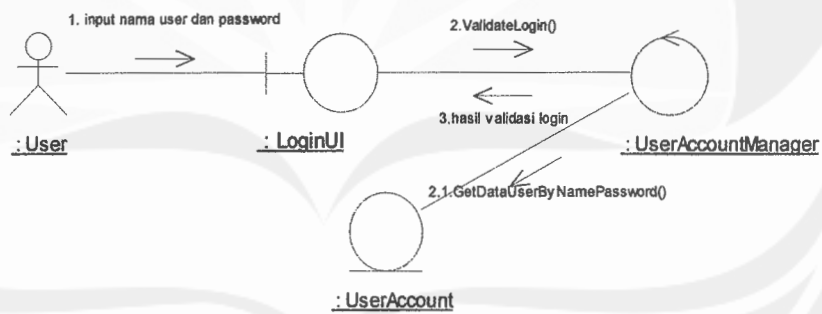 1. input nama user dan password
2.ValidateLogin()
3.hasil validasi login
: User
: LoginUI
: UserAccountManager
2.1.GetDataUserByNamePassword()
: UserAccount